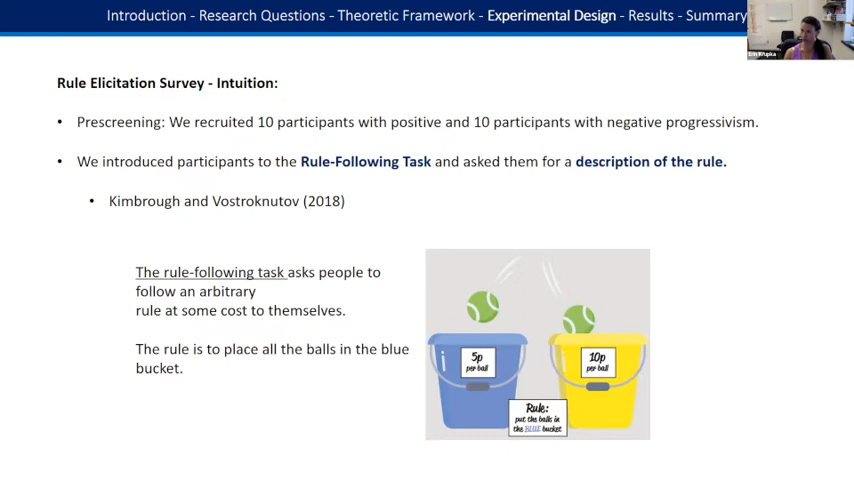 Introduction - Research Questions - Theoretic Framework - Experimental Design - Results - Summary
Erin Krupka
Rule Elicitation Survey - Intuition:
• Prescreening: We recruited 10 participants with positive and 10 participants with negative progressivism.
• We introduced participants to the Rule-Following Task and asked them for a description of the rule.
• Kimbrough and Vostroknutov (2018)
The rule-following task asks people to
follow an arbitrary
rule at some cost to themselves.
The rule is to place all the balls in the blue
bucket.
5p
per ball
10p
per ball
Rule:
put the balls in
the BLUE bucket